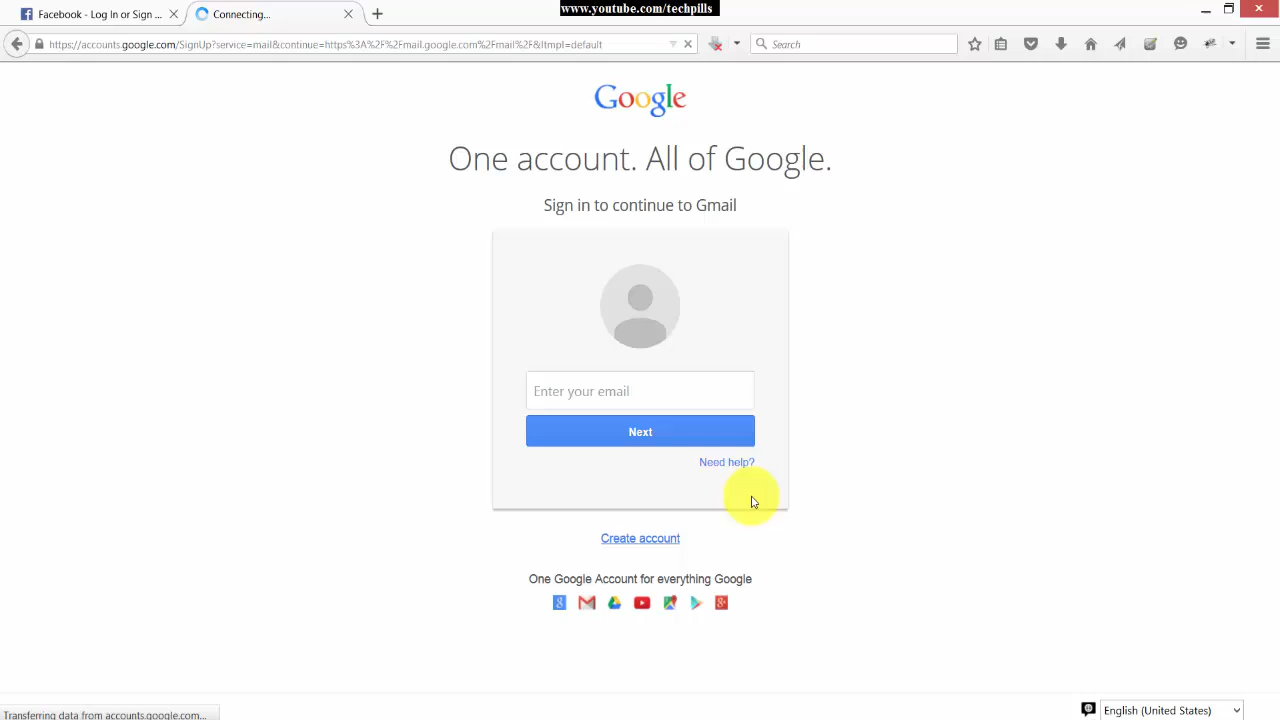 www.youtube.com/techpills
Facebook - Log In or Sign ...
Connecting...
https://accounts.google.com/SignUp?service=mail&continue=https%3A%2F%2Fmail.google.com%2Fmail%2F&ltmpl=default
Search
Google
One account. All of Google.
Sign in to continue to Gmail
Enter your email
Next
Need help?
Create account
One Google Account for everything Google
Transferring data from accounts.google.com...
English (United States)